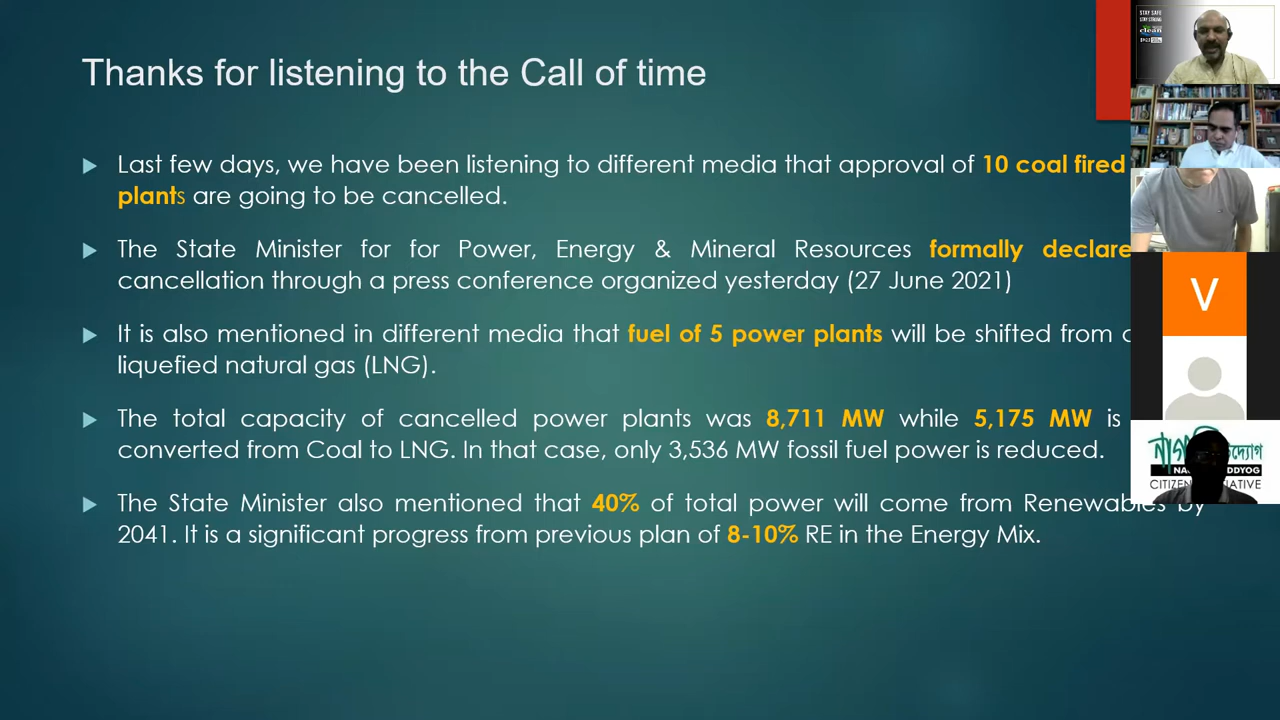 Thanks for listening to the Call of time
Last few days, we have been listening to different media that approval of 10 coal fired
plants are going to be cancelled.
The State Minister for for Power, Energy & Mineral Resources formally declare
cancellation through a press conference organized yesterday (27 June 2021)
It is also mentioned in different media that fuel of 5 power plants will be shifted from
liquefied natural gas (LNG).
The total capacity of cancelled power plants was 8,711 MW while 5,175 MW is
converted from Coal to LNG. In that case, only 3,536 MW fossil fuel power is reduced.
The State Minister also mentioned that 40% of total power will come from Renewables by
2041. It is a significant progress from previous plan of 8-10% RE in the Energy Mix.
STAY SAFE
STAY STRONG
clean
V
CITIZEN